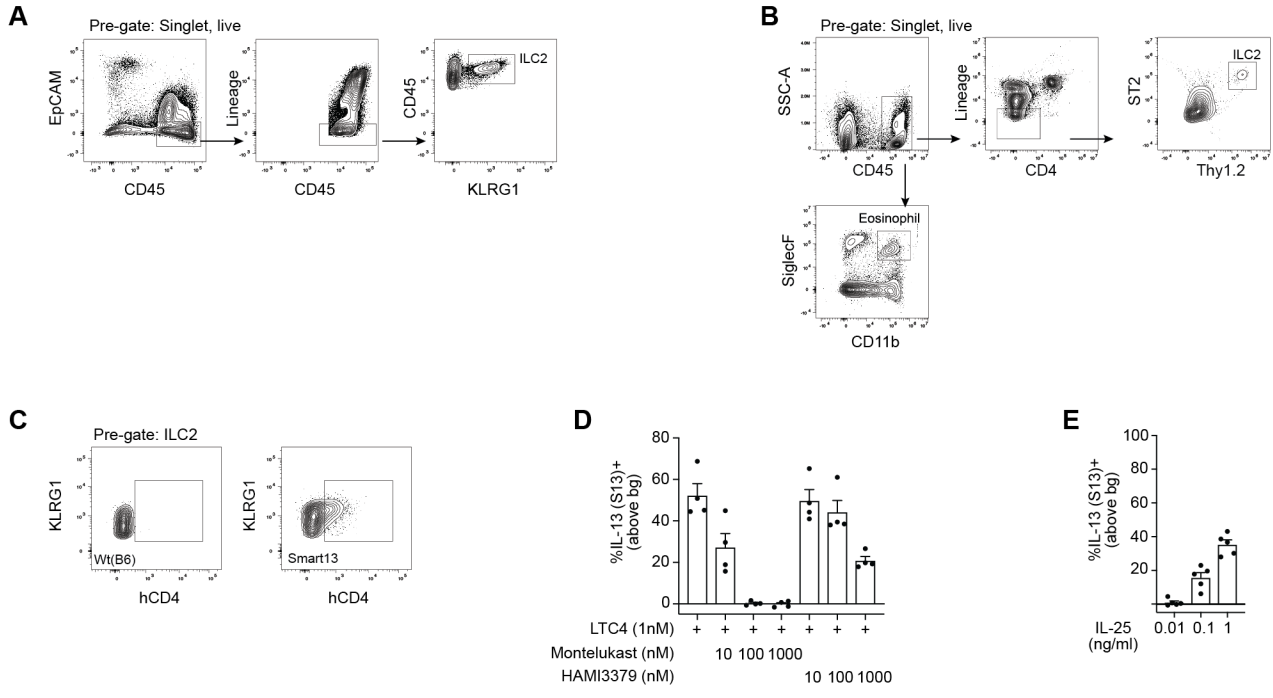 A
Pre-gate: Singlet, live
EpCAM
CD45
Lineage
CD45
CD45
KLRG1
ILC2
B
Pre-gate: Singlet, live
SSC-A
CD45
Lineage
CD4
ST2
Thy1.2
ILC2
Eosinophil
SiglecF
CD11b
C
Pre-gate: ILC2
KLRG1
Wt(B6)
hCD4
KLRG1
Smart13
hCD4
D
%IL-13 (S13)+
(above bg)
80
60
40
20
0
LTC4 (1nM) + + + + + + +
Montelukast (nM) 10 100 1000
HAMI3379 (nM) 10 100 1000
E
%IL-13 (S13)+
(above bg)
100
80
60
40
20
IL-25 0.01 0.1 1
(ng/ml)